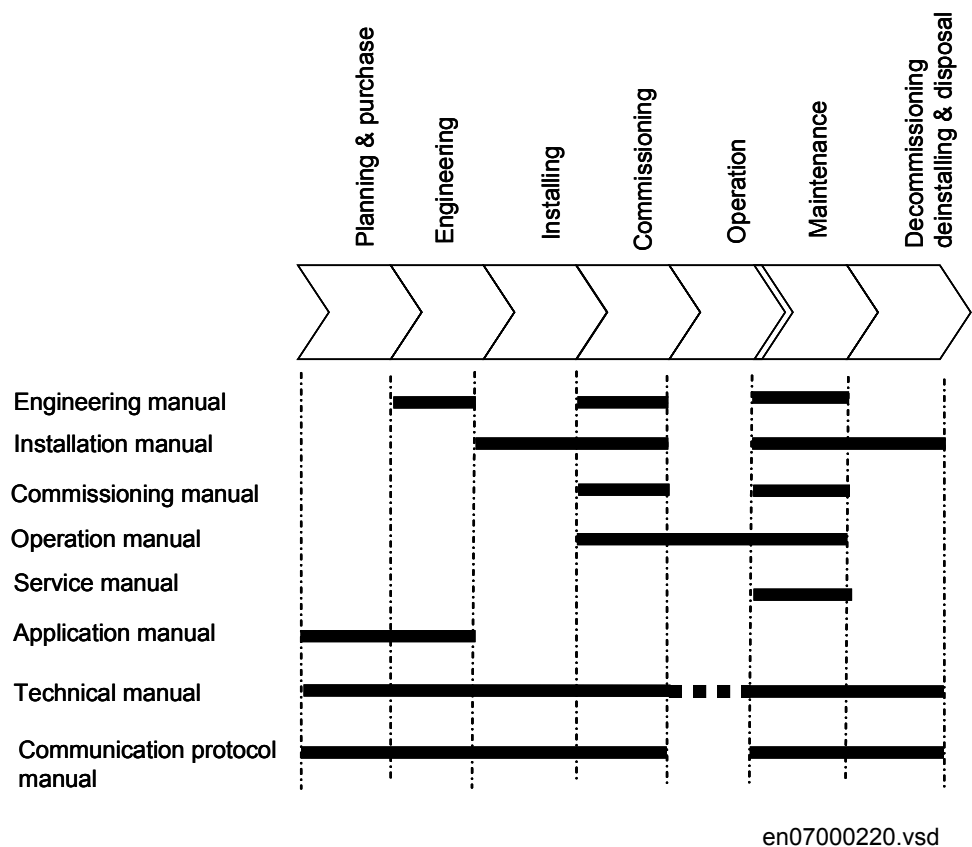 Planning & purchase
Engineering
Installing
Commissioning
Operation
Maintenance
Decommissioning
deinstalling & disposal
Engineering manual
Installation manual
Commissioning manual
Operation manual
Service manual
Application manual
Technical manual
Communication protocol
manual
en07000220.vsd